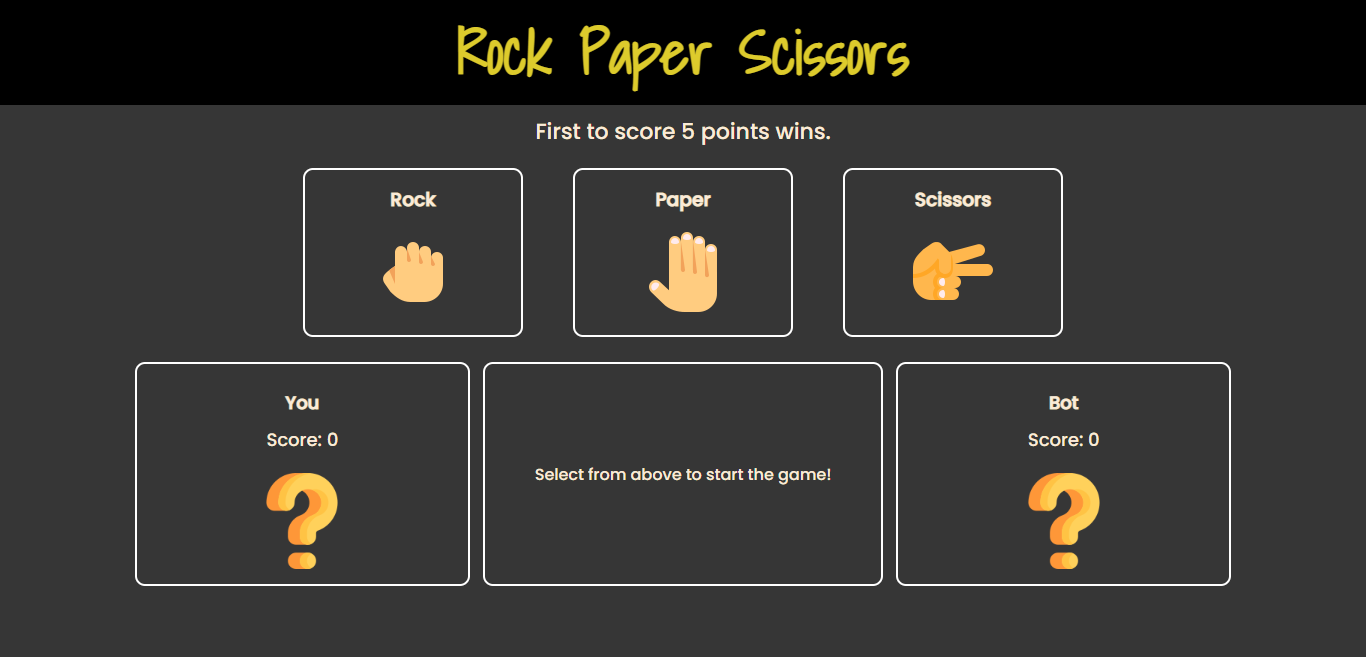 Rock Paper Scissors
First to score 5 points wins.
Rock
Paper
Scissors
You
Score: 0
Select from above to start the game!
Bot
Score: 0